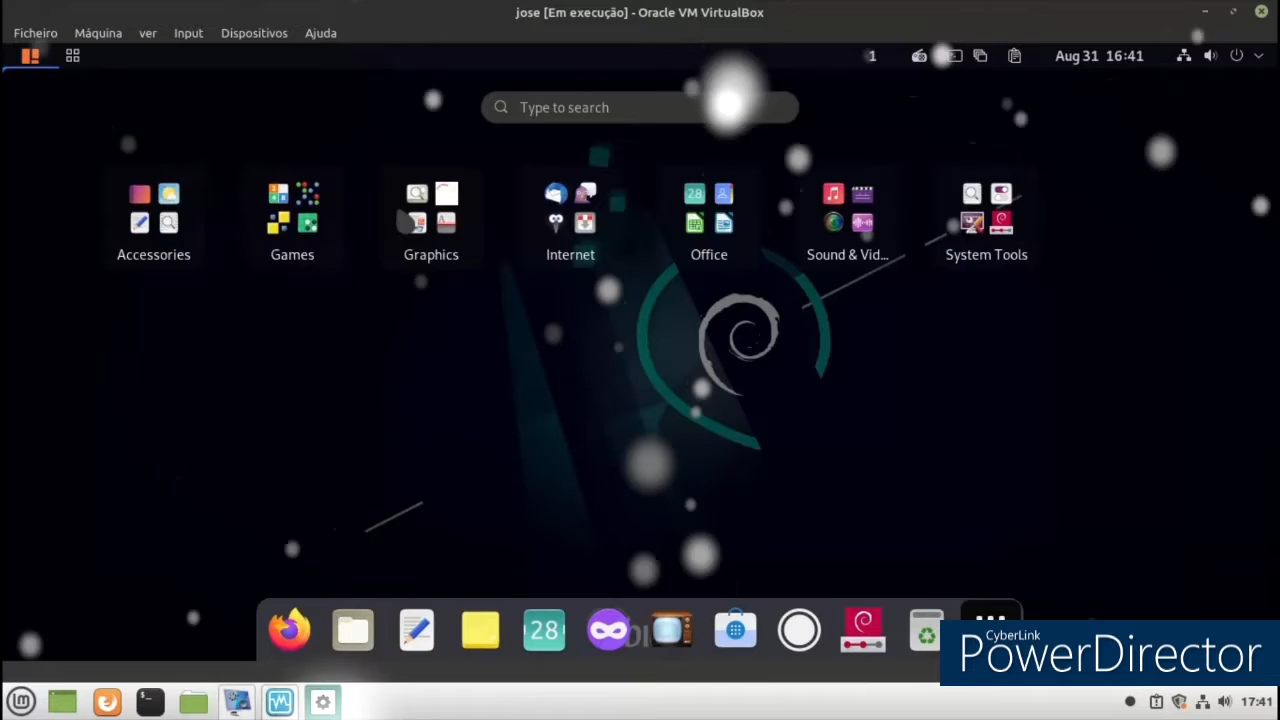 jose [Em execução] - Oracle VM VirtualBox
Ficheiro Máquina ver Input Dispositivos Ajuda
1 Aug 31 16:41
Type to search
28
Accessories Games Graphics Internet Office Sound & Vid... System Tools
28
CyberLink
PowerDirector
17:41